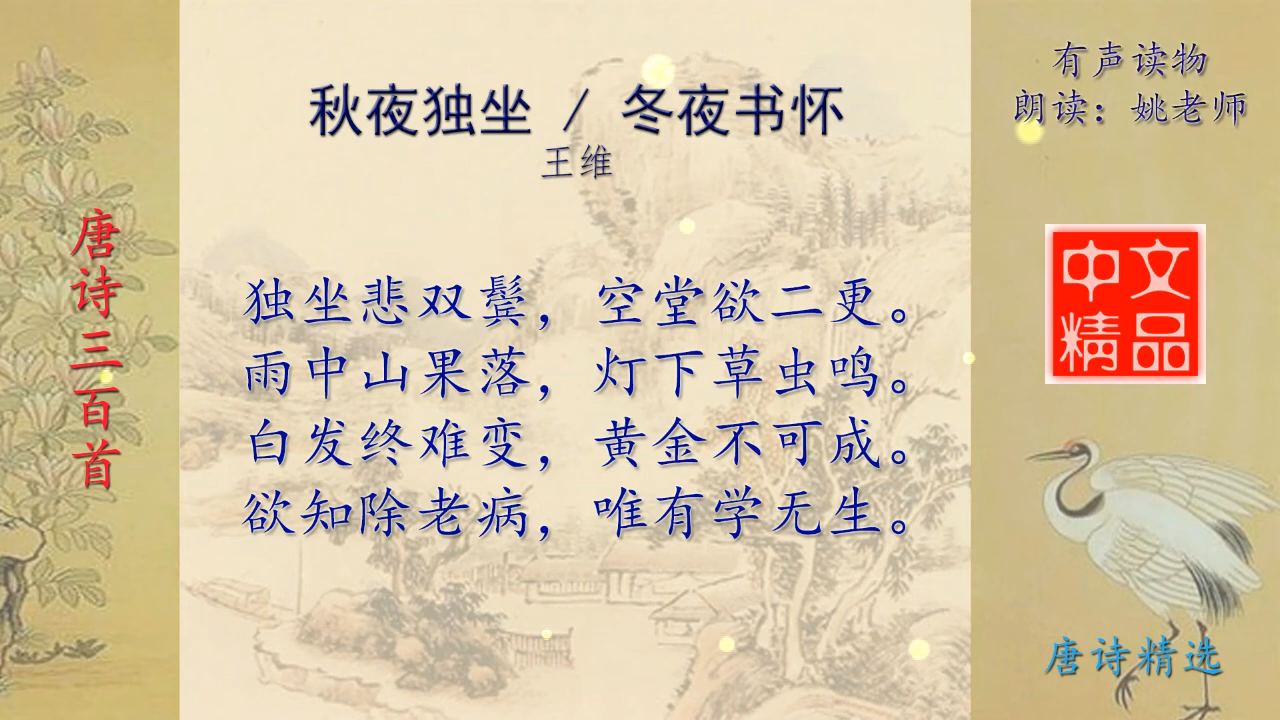 秋夜独坐 / 冬夜书怀
王维
独坐悲双鬓，空堂欲二更。
雨中山果落，灯下草虫鸣。
白发终难变，黄金不可成。
欲知除老病，唯有学无生。
唐诗三百首
有声读物
朗读：姚老师
中文
精品
唐诗精选